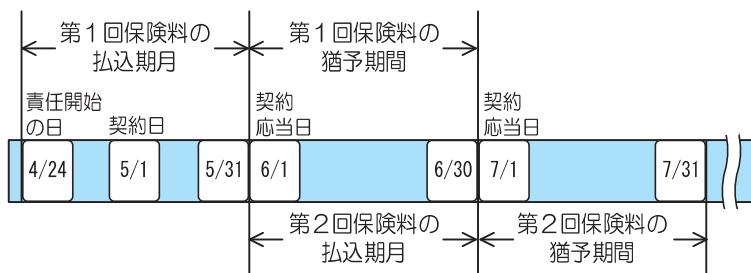 第1回保険料の
払込期月
第1回保険料の
猶予期間
責任開始
の日
契約日
契約
応当日
契約
応当日
4/24
5/1
5/31
6/1
6/30
7/1
7/31
第2回保険料の
払込期月
第2回保険料の
猶予期間